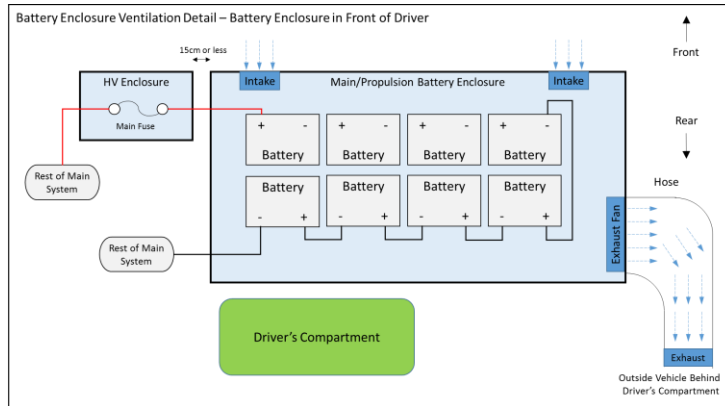 Battery Enclosure Ventilation Detail – Battery Enclosure in Front of Driver
Front
15cm or less
HV Enclosure
Main Fuse
Intake
Main/Propulsion Battery Enclosure
Intake
Rear
+ -
Battery
+ -
Battery
+ -
Battery
+ -
Battery
Rest of Main
System
Battery
- +
Battery
- +
Battery
- +
Battery
- +
Hose
Exhaust Fan
Rest of Main
System
Driver's Compartment
Exhaust
Outside Vehicle Behind
Driver's Compartment